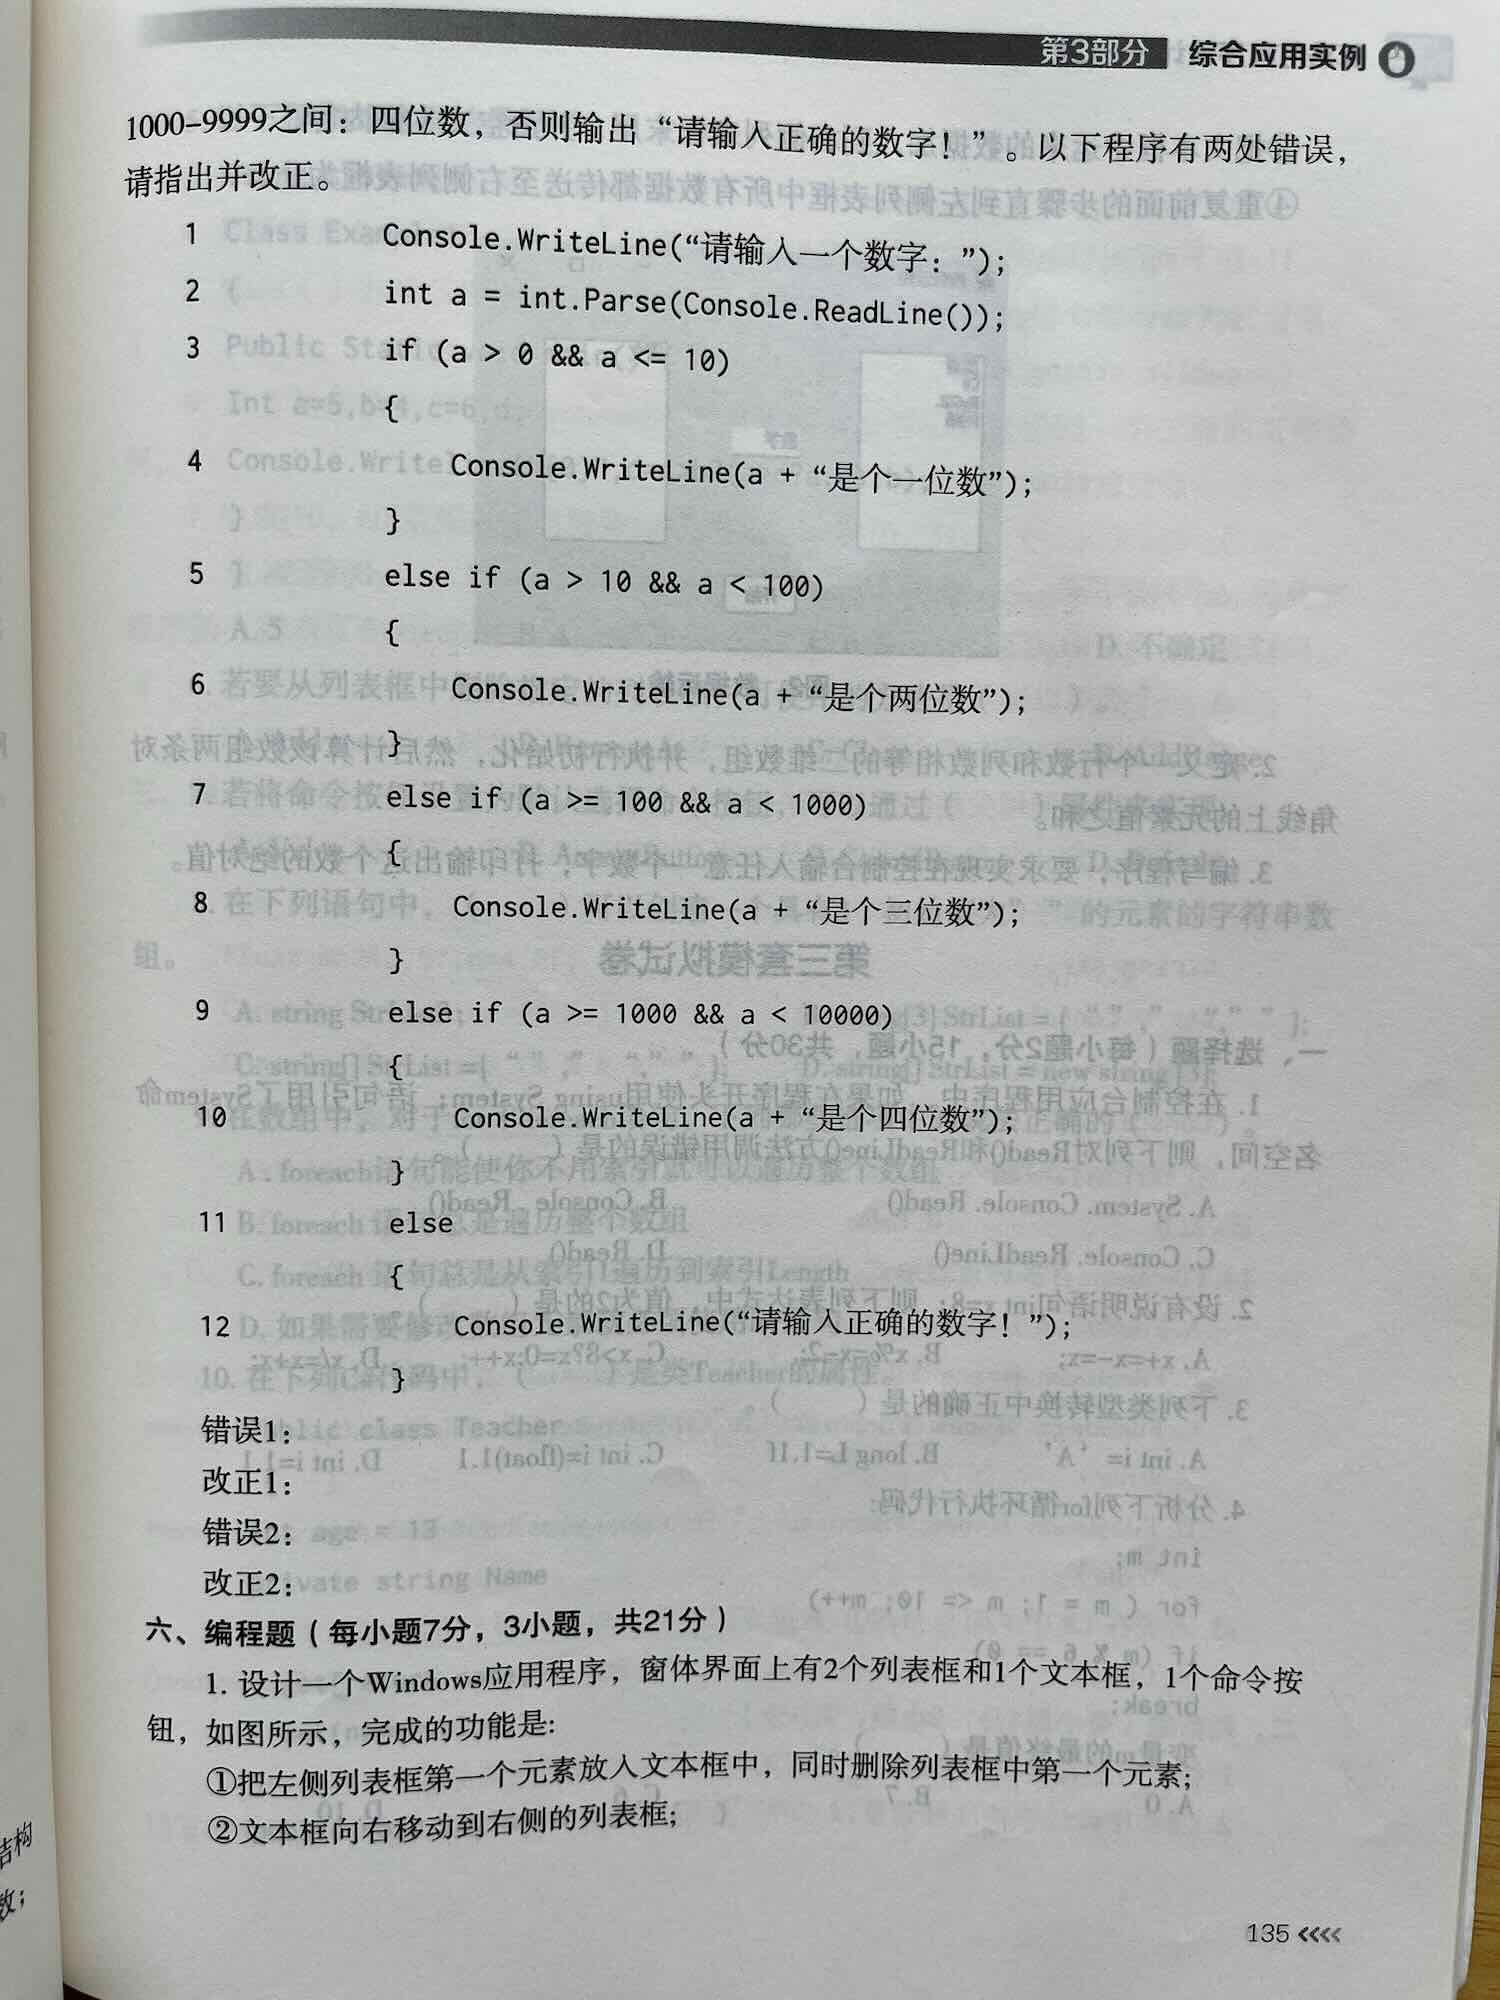 第3部分 综合应用实例
1000-9999之间：四位数，否则输出“请输入正确的数字！”。以下程序有两处错误，
请指出并改正。
1 Console.WriteLine(“请输入一个数字：”);
2 int a = int.Parse(Console.ReadLine());
3 if (a > 0 && a <= 10)
{
4 Console.WriteLine(a + “是个一位数”);
}
5 else if (a > 10 && a < 100)
{
6 Console.WriteLine(a + “是个两位数”);
}
7 else if (a >= 100 && a < 1000)
{
8 Console.WriteLine(a + “是个三位数”);
}
9 else if (a >= 1000 && a < 10000)
{
10 Console.WriteLine(a + “是个四位数”);
}
11 else
{
12 Console.WriteLine(“请输入正确的数字！”);
}
错误1：
改正1：
错误2：
改正2：
六、编程题（每小题7分，3小题，共21分）
1. 设计一个Windows应用程序，窗体界面上有2个列表框和1个文本框，1个命令按
钮，如图所示，完成的功能是：
①把左侧列表框第一个元素放入文本框中，同时删除列表框中第一个元素；
②文本框向右移动到右侧的列表框；
结构
数；
135